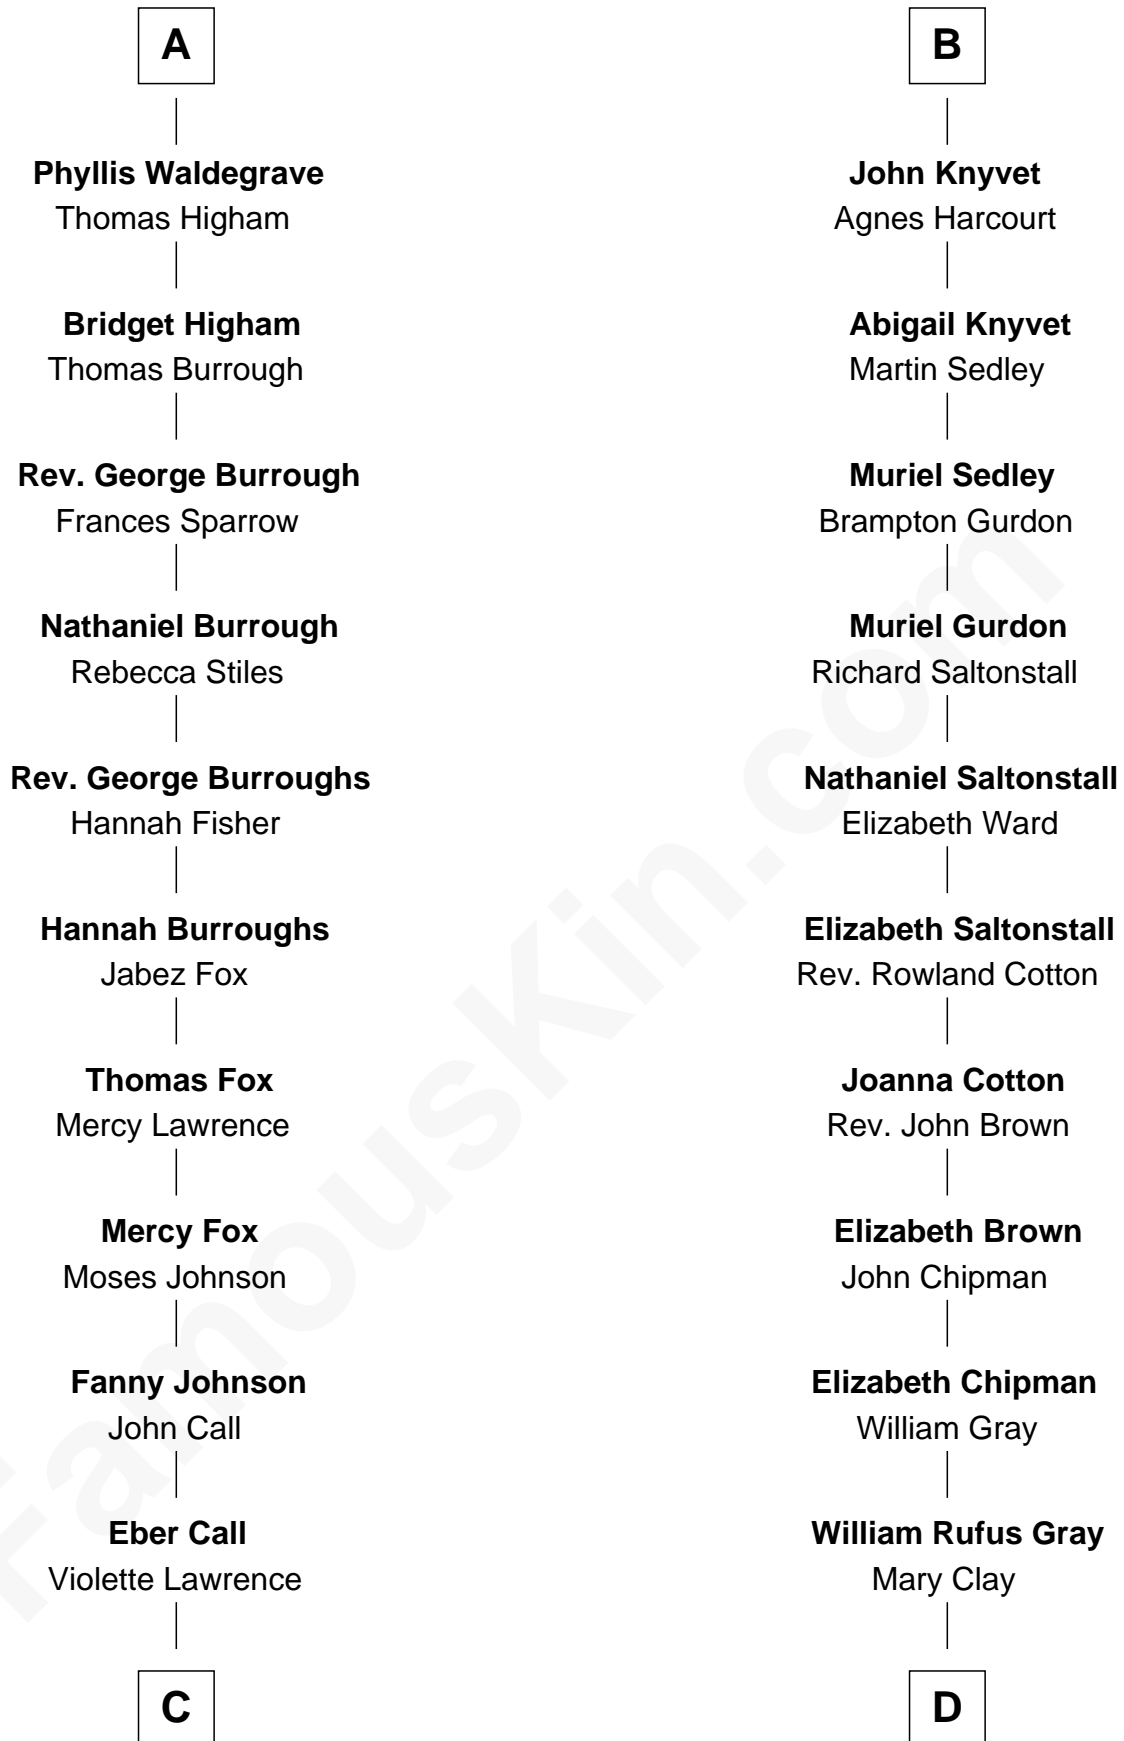 A
Phyllis Waldegrave
Thomas Higham
Bridget Higham
Thomas Burrough
Rev. George Burrough
Frances Sparrow
Nathaniel Burrough
Rebecca Stiles
Rev. George Burroughs
Hannah Fisher
Hannah Burroughs
Jabez Fox
Thomas Fox
Mercy Lawrence
Mercy Fox
Moses Johnson
Fanny Johnson
John Call
Eber Call
Violette Lawrence
C
B
John Knyvet
Agnes Harcourt
Abigail Knyvet
Martin Sedley
Muriel Sedley
Brampton Gurdon
Muriel Gurdon
Richard Saltonstall
Nathaniel Saltonstall
Elizabeth Ward
Elizabeth Saltonstall
Rev. Rowland Cotton
Joanna Cotton
Rev. John Brown
Elizabeth Brown
John Chipman
Elizabeth Chipman
William Gray
William Rufus Gray
Mary Clay
D
FamousKin.com